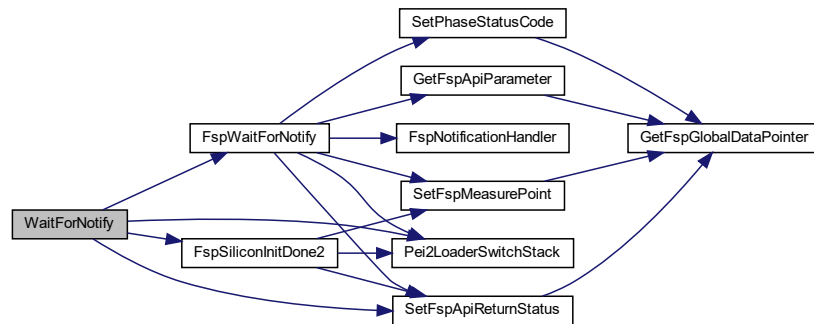 SetPhaseStatusCode
GetFspApiParameter
FspWaitForNotify
FspNotificationHandler
GetFspGlobalDataPointer
SetFspMeasurePoint
WaitForNotify
FspSiliconInitDone2
Pei2LoaderSwitchStack
SetFspApiReturnStatus